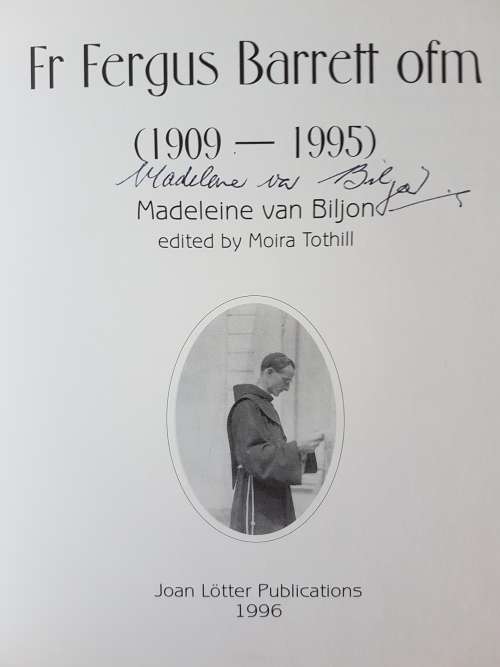 Fr Fergus Barrett ofm
(1909 — 1995)
Madeleine van Biljon
Madeleine van Biljon
edited by Moira Tothill
Joan Lötter Publications
1996